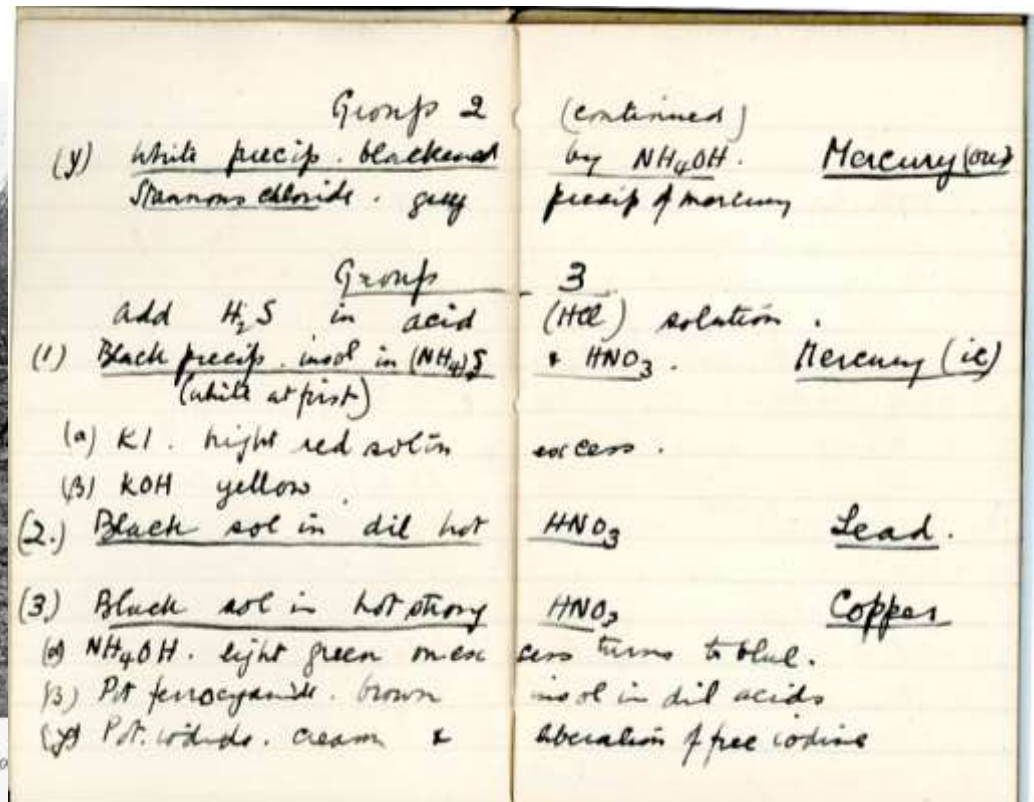 Group 2 (continued)
(γ) White precip. blackened by NH₄OH. Mercury (ous)
Stannous chloride. grey precip of mercury
Group 3
add H₂S in acid (HCl) solution.
(1) Black precip. insol in (NH₄)₂S & HNO₃. Mercury (ic)
(white at first)
(α) KI. bright red sol in excess.
(β) KOH yellow.
(2.) Black sol in dil hot HNO₃ Lead.
(3) Black sol in hot strong HNO₃ Copper
(α) NH₄OH. light green on excess turns to blue.
(β) Pot ferrocyanide. brown insol in dil acids
(γ) Pot. iodide. cream & liberation of free iodine